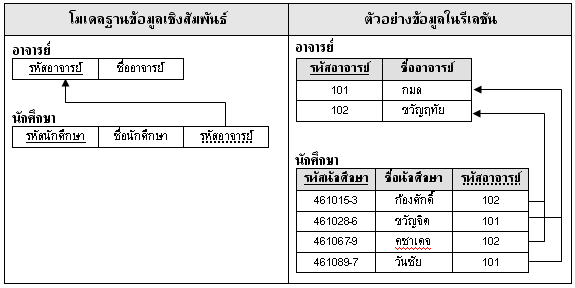 โมเดลฐานข้อมูลเชิงสัมพันธ์
ตัวอย่างข้อมูลในรีเลชัน
อาจารย์
รหัสอาจารย์ ชื่ออาจารย์
นักศึกษา
รหัสนักศึกษา ชื่อนักศึกษา รหัสอาจารย์
อาจารย์
รหัสอาจารย์ ชื่ออาจารย์
101 กมล
102 ขวัญฤทัย
นักศึกษา
รหัสนักศึกษา ชื่อนักศึกษา รหัสอาจารย์
461015-3 ก้องศักดิ์ 102
461028-6 ขวัญจิต 101
461067-9 คชาเดช 102
461089-7 วันชัย 101